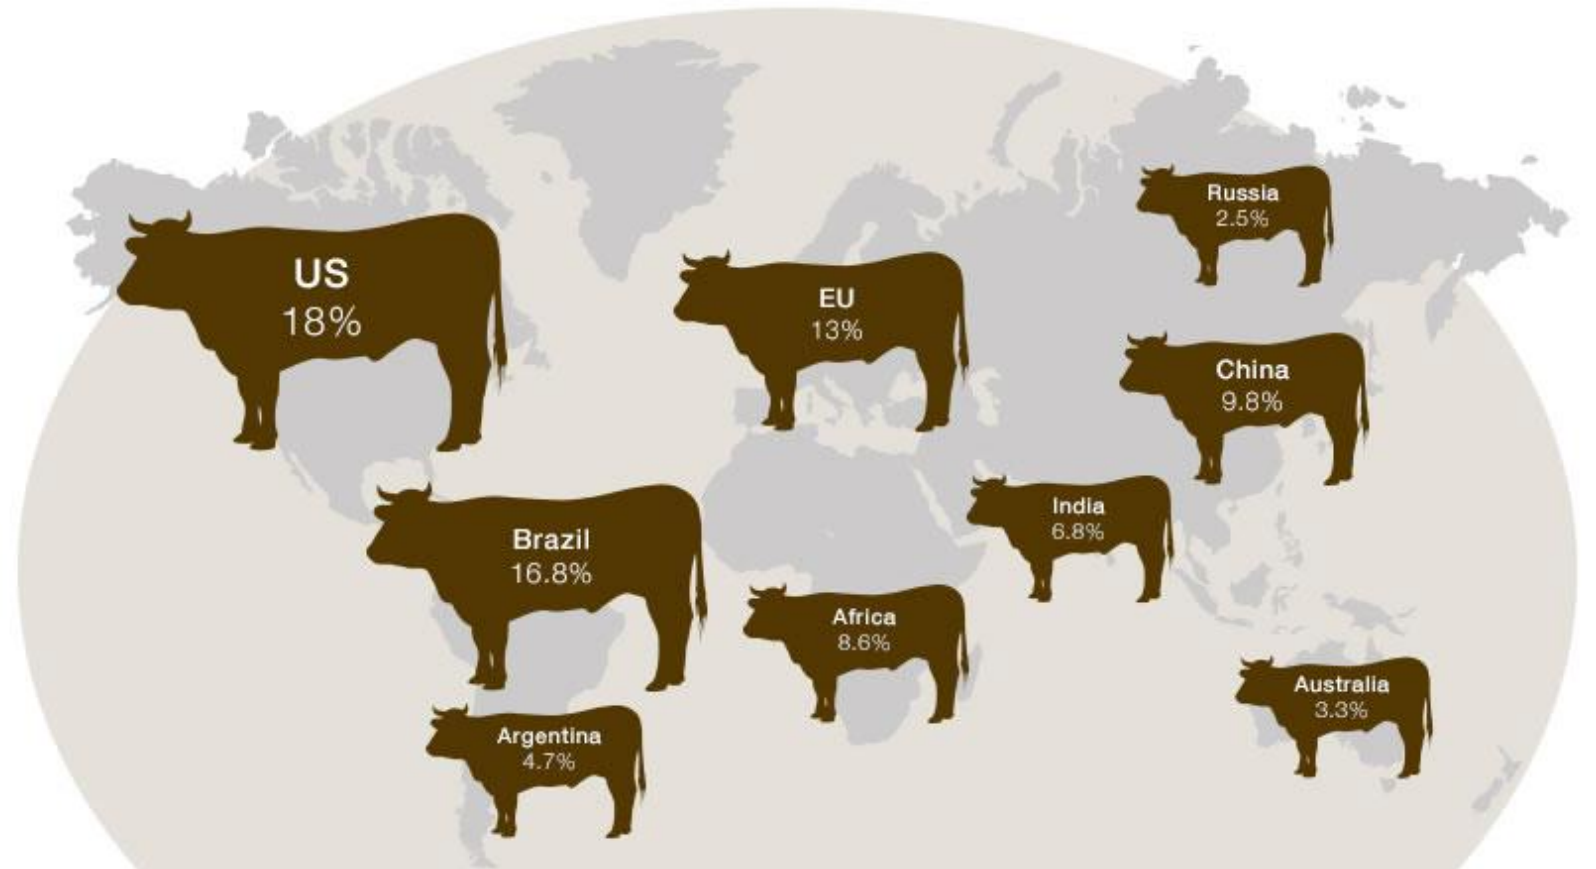 US
18%
EU
13%
Russia
2.5%
China
9.8%
India
6.8%
Brazil
16.8%
Africa
8.6%
Australia
3.3%
Argentina
4.7%